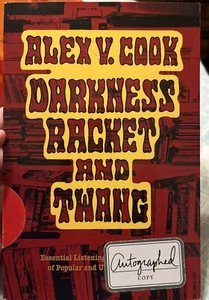 ALEX V. COOK
DARKNESS
RACKET
AND
TWANG
Essential Listening
of Popular and U
Autographed
COPY